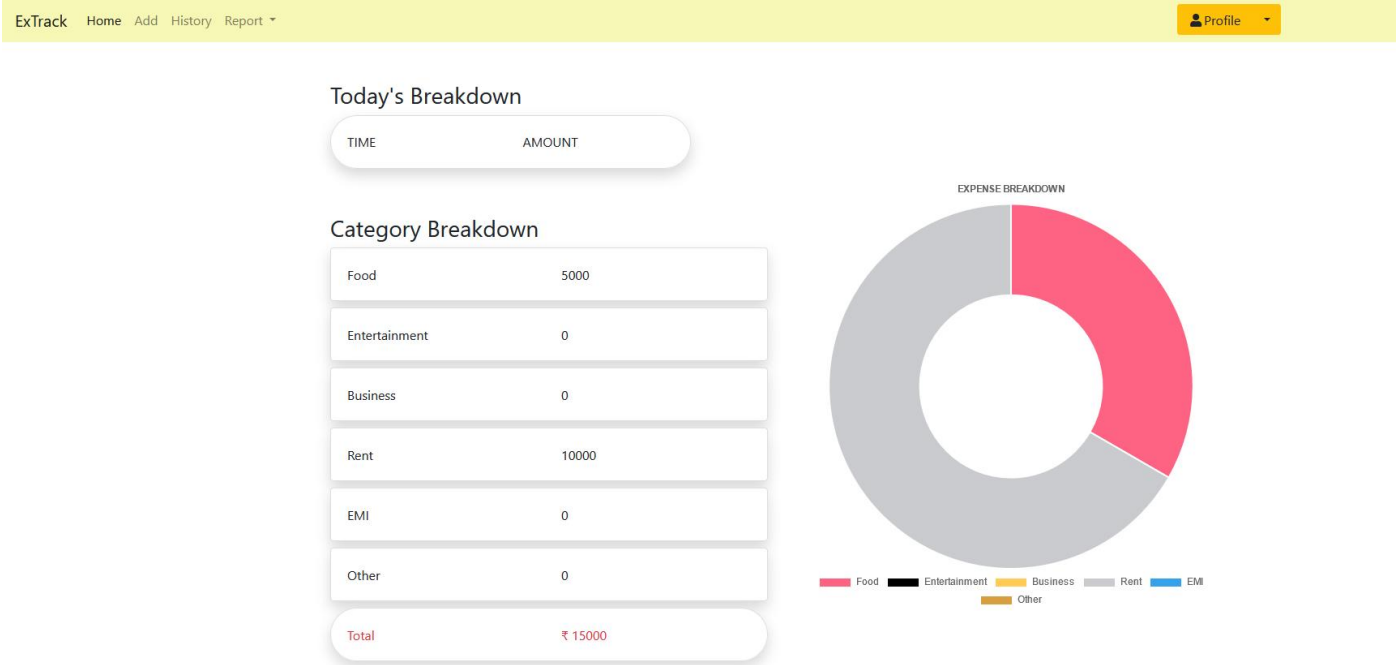 ExTrack Home Add History Report Profile
Today's Breakdown
TIME AMOUNT
Category Breakdown
Food 5000
Entertainment 0
Business 0
Rent 10000
EMI 0
Other 0
Total ₹ 15000
EXPENSE BREAKDOWN
Food Entertainment Business Rent EMI
Other